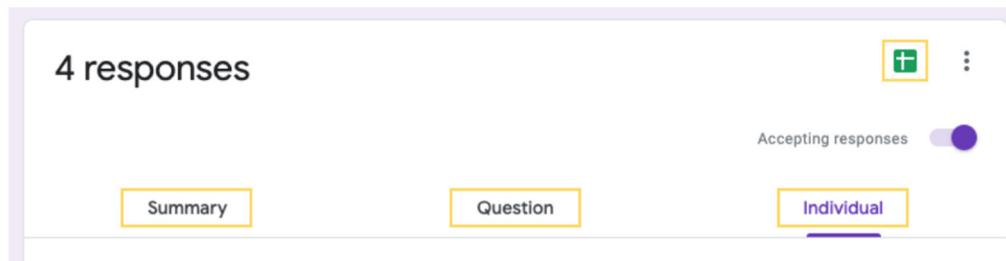 4 responses
Accepting responses
Summary Question Individual